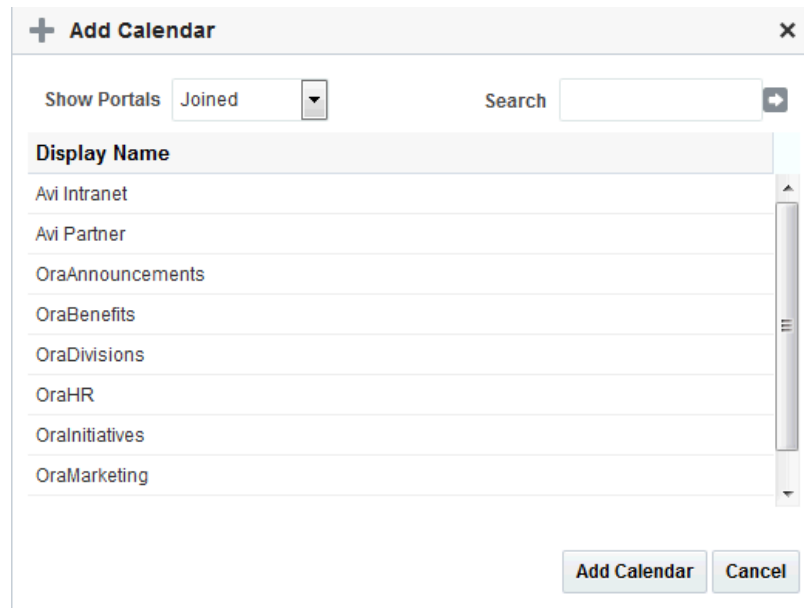 Add Calendar
Show Portals Joined Search
Display Name
Avi Intranet
Avi Partner
OraAnnouncements
OraBenefits
OraDivisions
OraHR
OraInitiatives
OraMarketing
Add Calendar Cancel